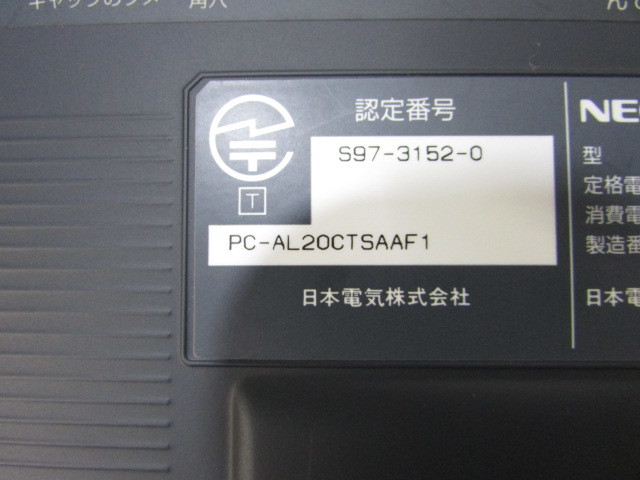 認定番号
S97-3152-0
T
PC-AL20CTSAAF1
日本電気株式会社
NE
型
定格電
消費電
製造番
日本電